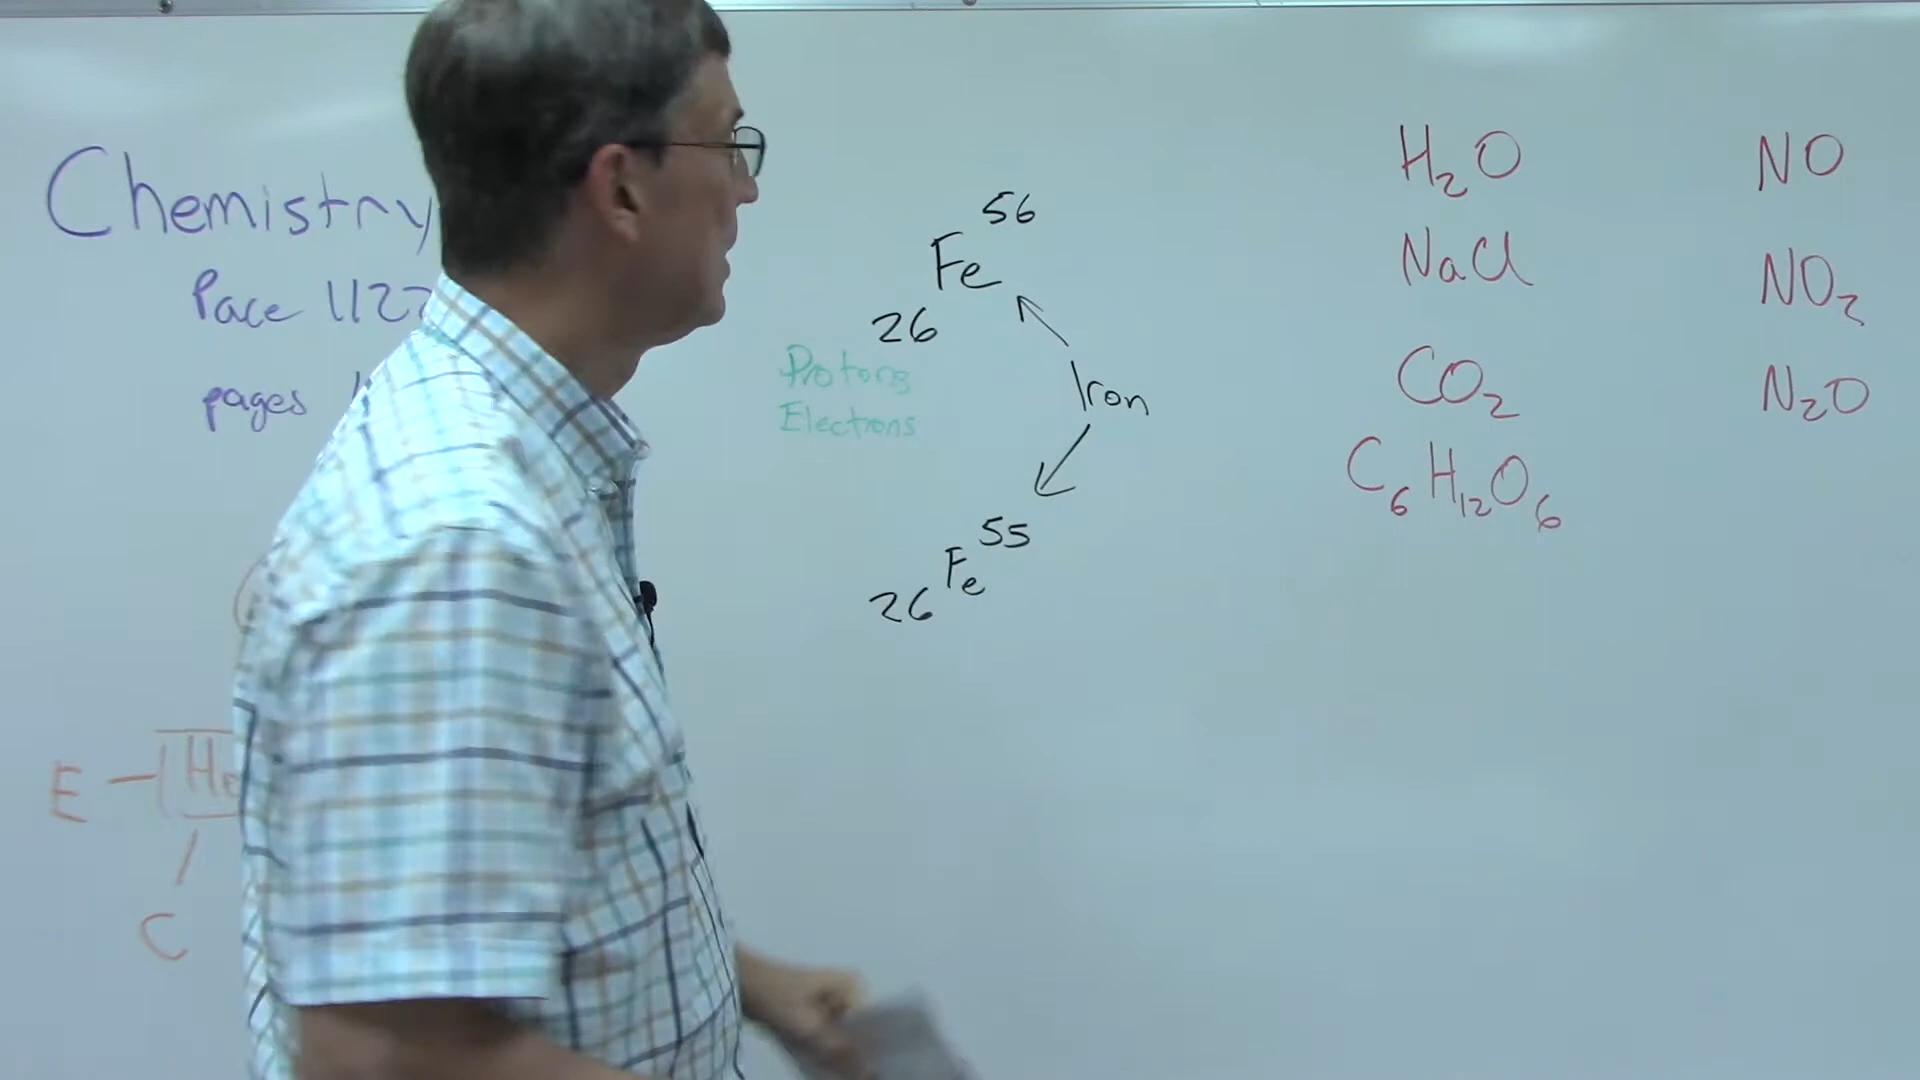 Chemistry
Pace 1122
pages
E
C
Fe 56
26
Protons
Electrons
Iron
Fe 55
26
H2O
NaCl
CO2
C6H12O6
NO
NO2
N2O